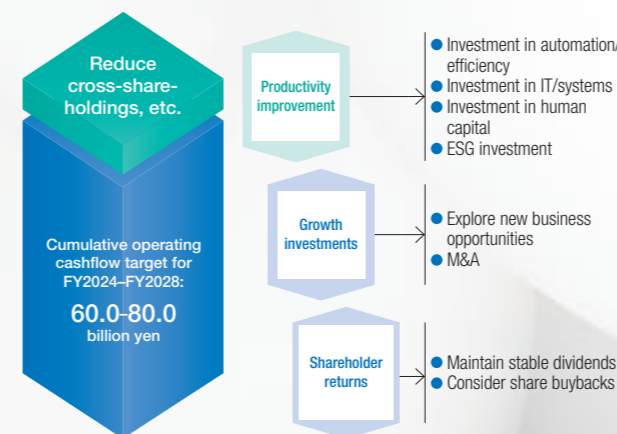 Reduce
cross-share-
holdings, etc.
Cumulative operating
cashflow target for
FY2024–FY2028:
60.0-80.0
billion yen
Productivity
improvement
● Investment in automation/
efficiency
● Investment in IT/systems
● Investment in human
capital
● ESG investment
Growth
investments
● Explore new business
opportunities
● M&A
Shareholder
returns
● Maintain stable dividends
● Consider share buybacks